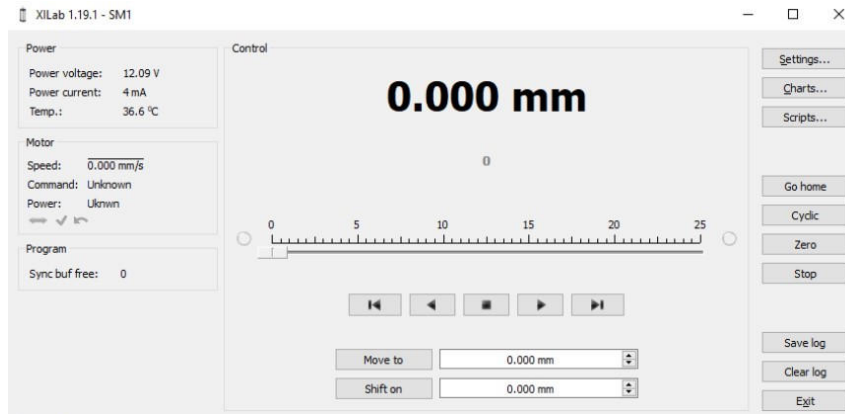 XILab 1.19.1 - SM1
Power
Power voltage: 12.09 V
Power current: 4 mA
Temp.: 36.6 °C
Motor
Speed: 0.000 mm/s
Command: Unknown
Power: Uknwn
Program
Sync buf free: 0
Control
0.000 mm
0
0 5 10 15 20 25
Move to 0.000 mm
Shift on 0.000 mm
Settings...
Charts...
Scripts...
Go home
Cyclic
Zero
Stop
Save log
Clear log
Exit